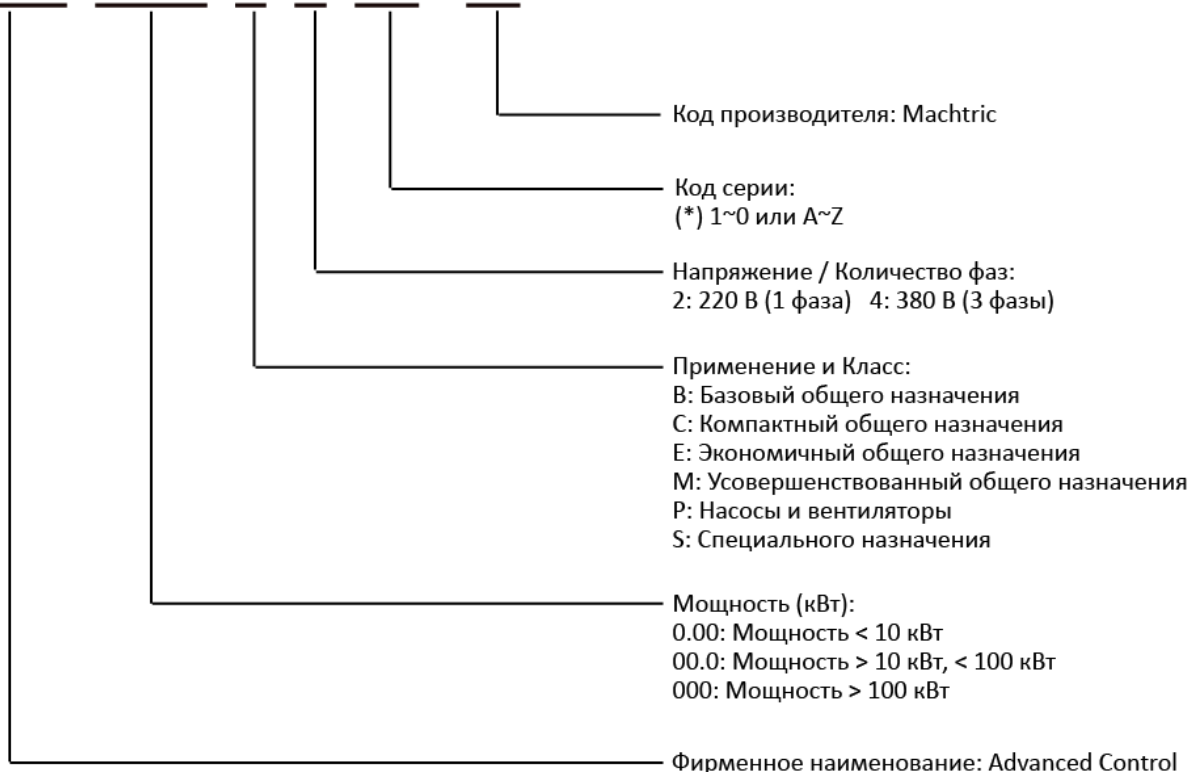 Код производителя: Machtric
Код серии:
(*) 1~0 или A~Z
Напряжение / Количество фаз:
2: 220 В (1 фаза) 4: 380 В (3 фазы)
Применение и Класс:
B: Базовый общего назначения
C: Компактный общего назначения
E: Экономичный общего назначения
M: Усовершенствованный общего назначения
P: Насосы и вентиляторы
S: Специального назначения
Мощность (кВт):
0.00: Мощность < 10 кВт
00.0: Мощность > 10 кВт, < 100 кВт
000: Мощность > 100 кВт
Фирменное наименование: Advanced Control